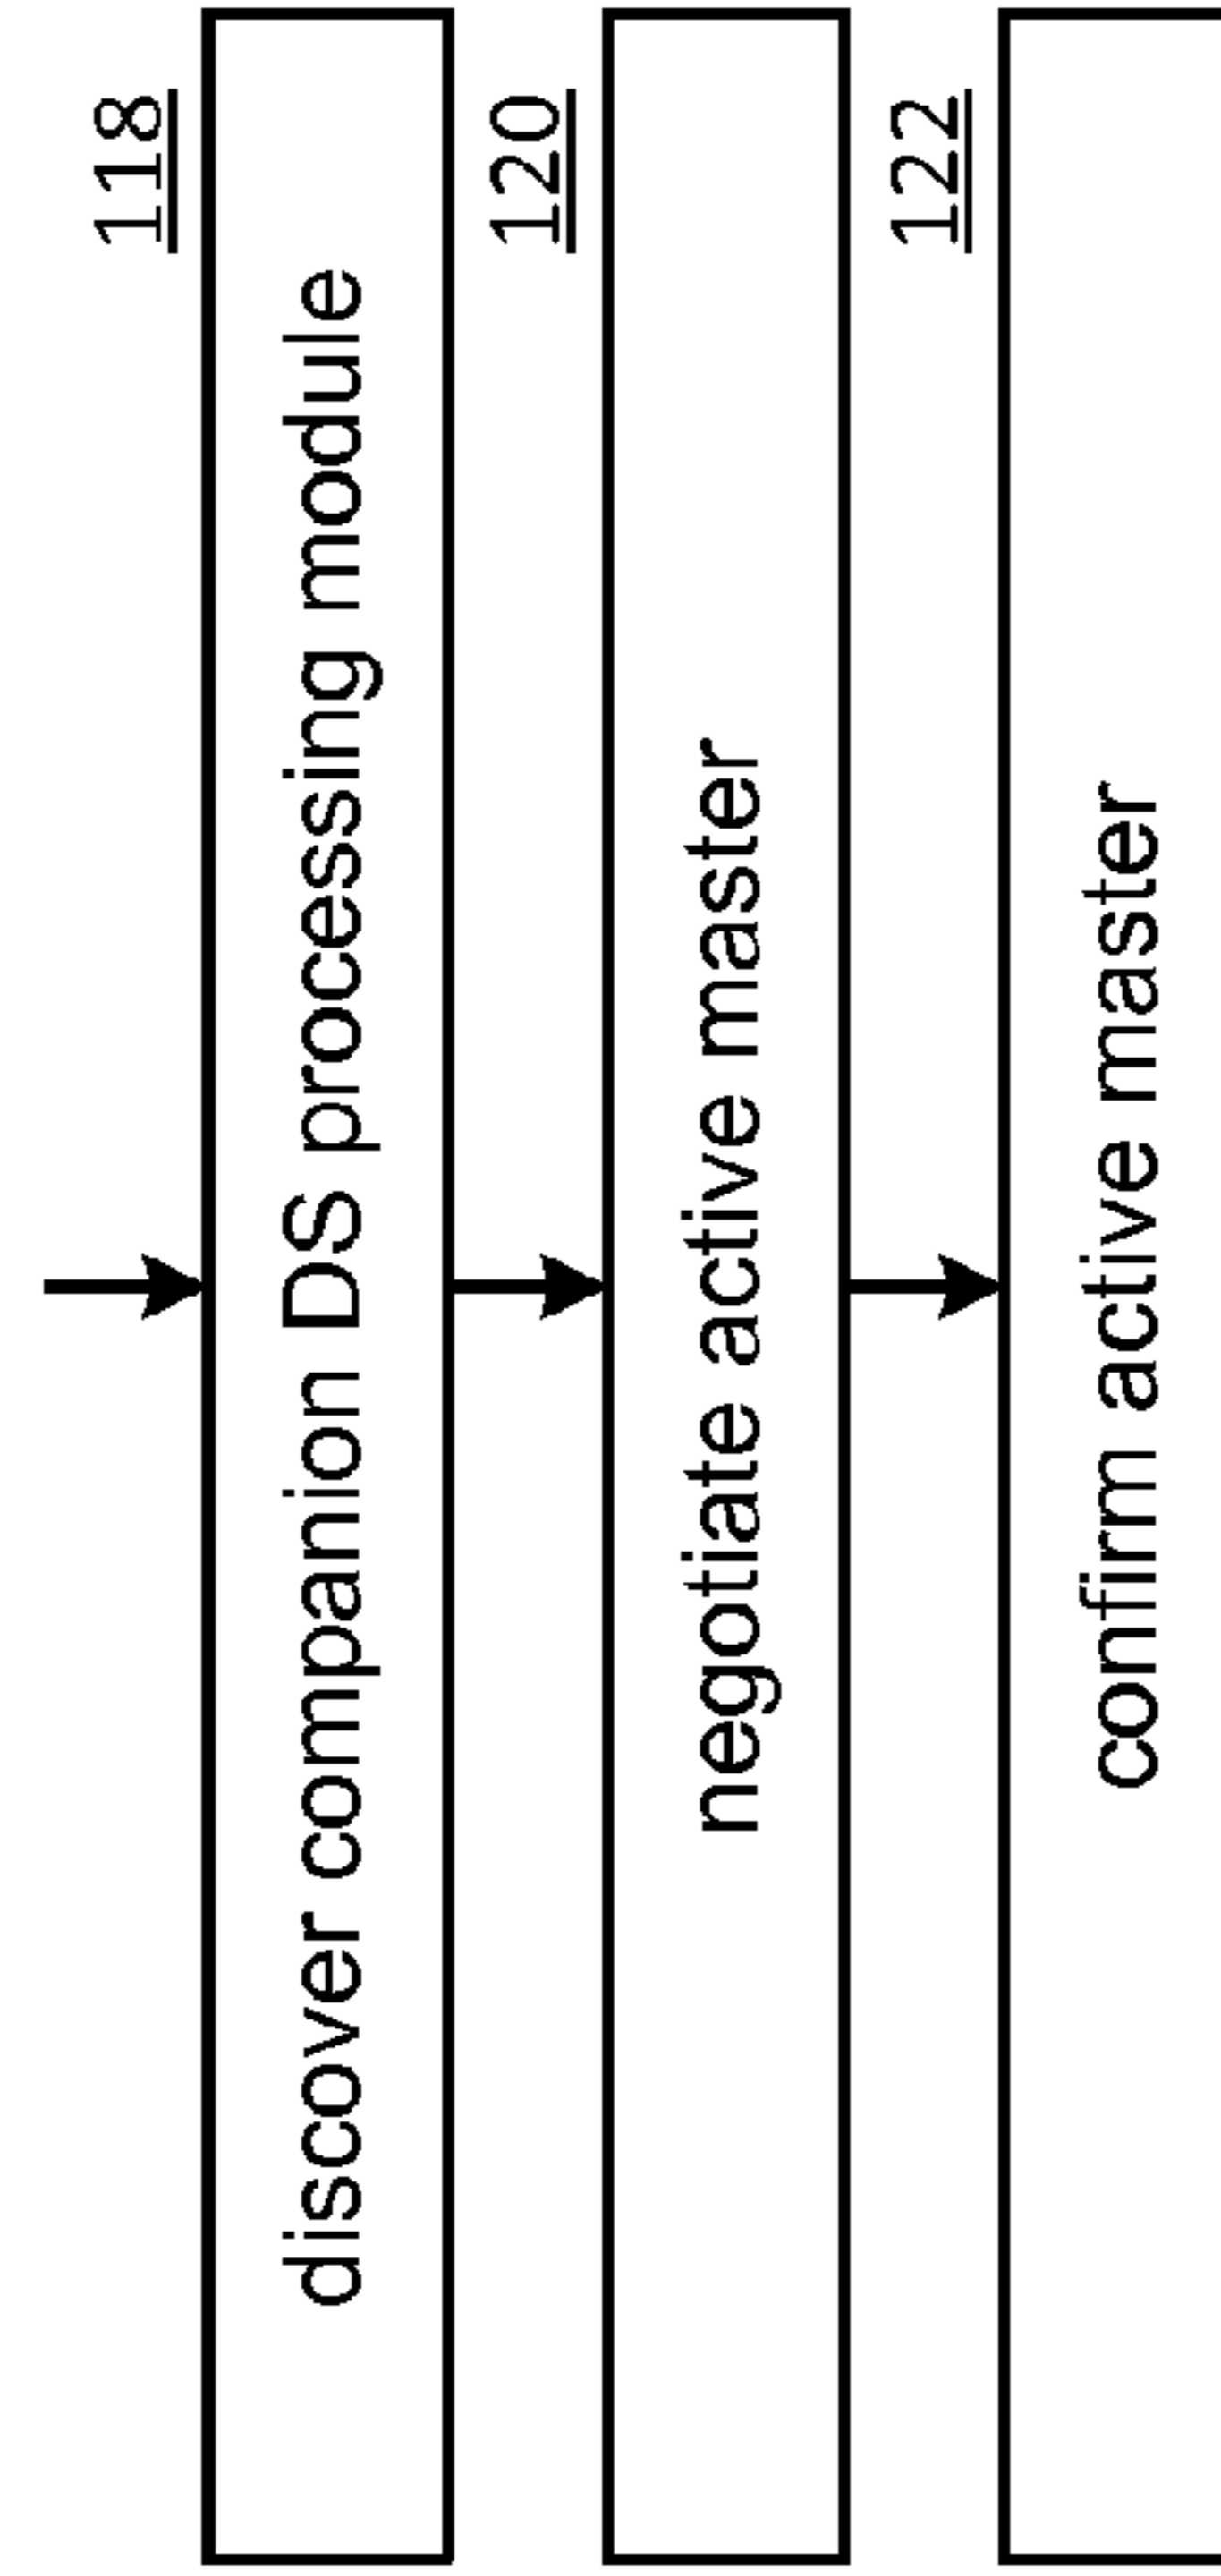 118
discover companion DS processing module
120
negotiate active master
122
confirm active master